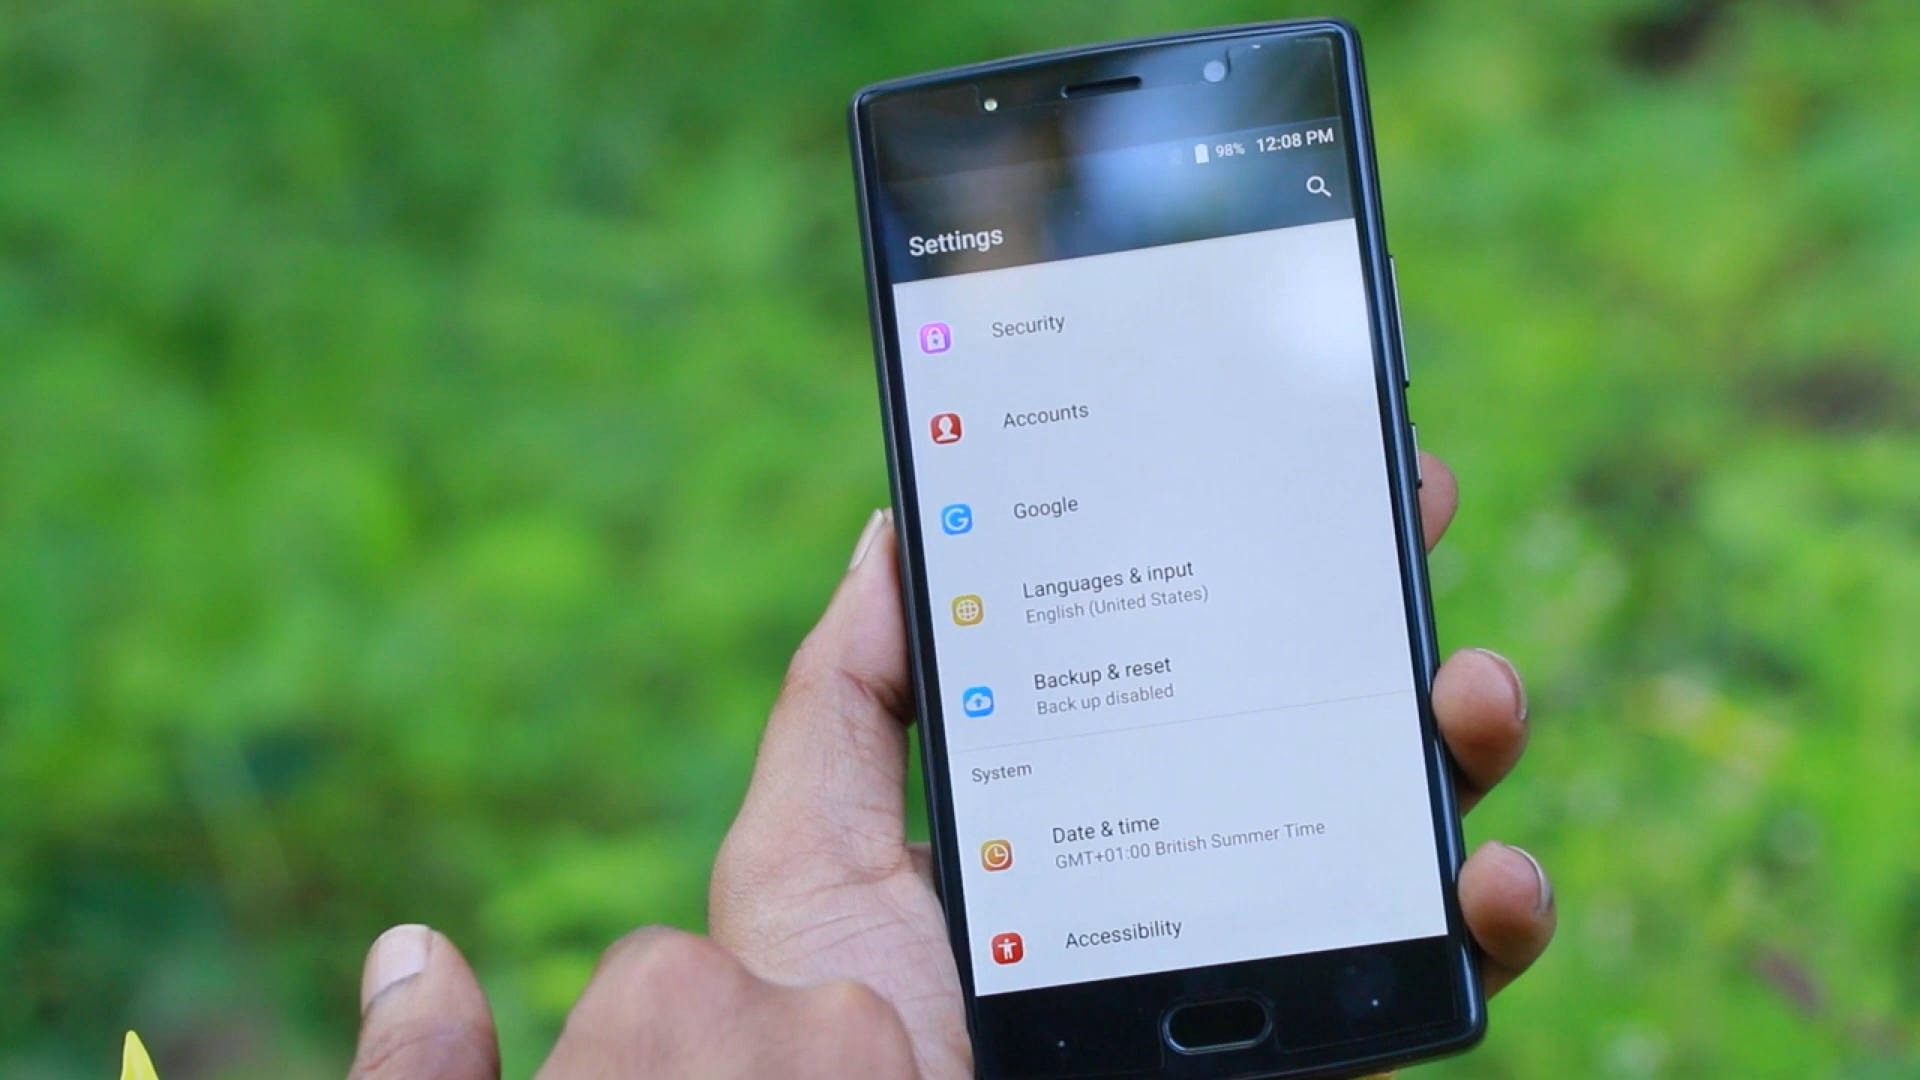 98% 12:08 PM
Settings
Security
Accounts
Google
Languages & input
English (United States)
Backup & reset
Back up disabled
System
Date & time
GMT+01:00 British Summer Time
Accessibility